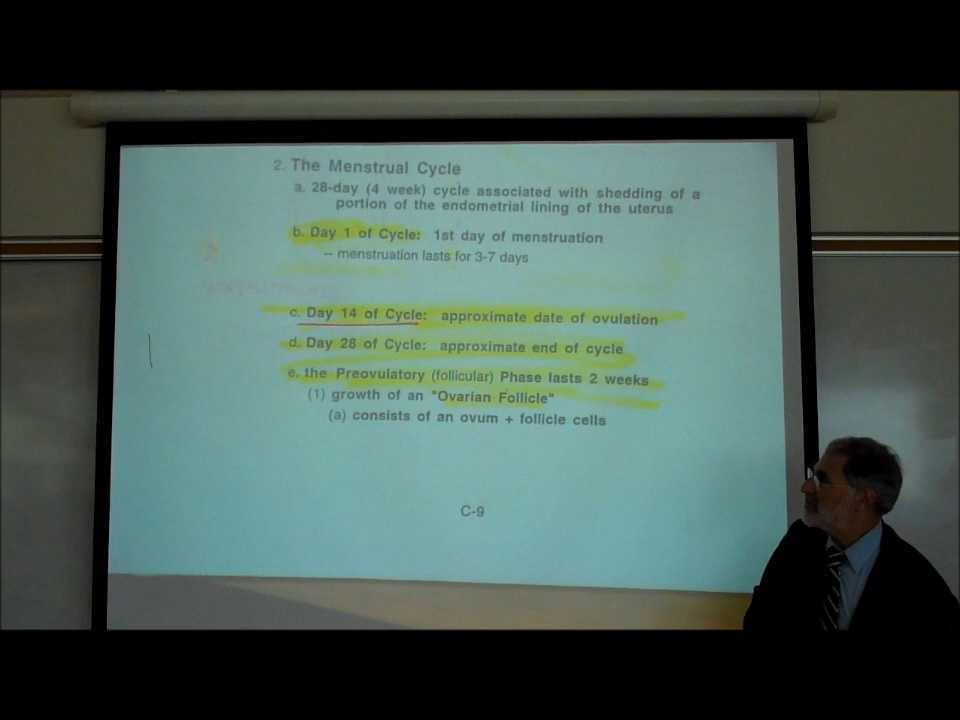 2. The Menstrual Cycle
a. 28-day (4 week) cycle associated with shedding of a
portion of the endometrial lining of the uterus
b. Day 1 of Cycle: 1st day of menstruation
-- menstruation lasts for 3-7 days
c. Day 14 of Cycle: approximate date of ovulation
d. Day 28 of Cycle: approximate end of cycle
e. the Preovulatory (follicular) Phase lasts 2 weeks
(1) growth of an "Ovarian Follicle"
(a) consists of an ovum + follicle cells
C-9